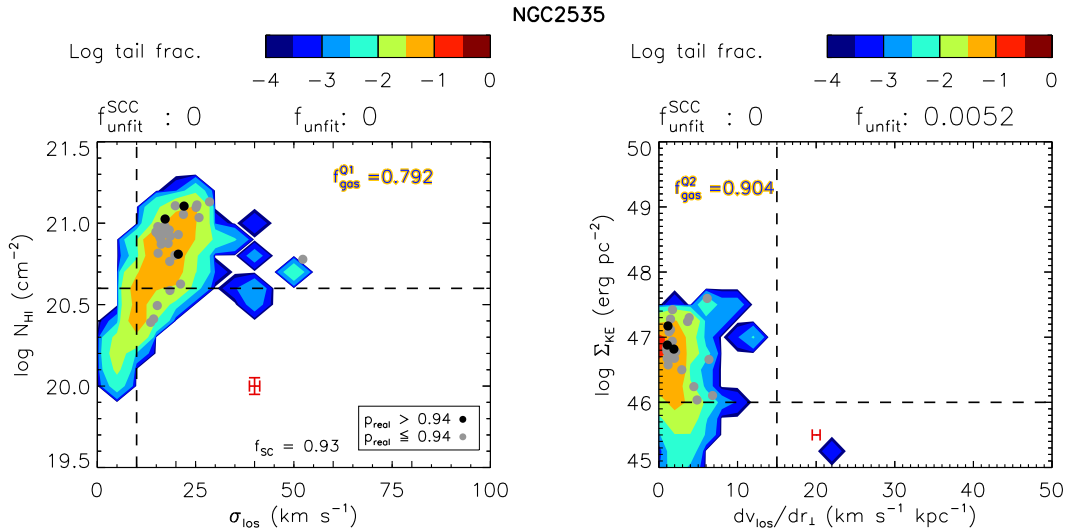 NGC2535
Log tail frac.
−4 −3 −2 −1 0
f^SCC_unfit : 0 f_unfit: 0
21.5
21.0
20.5
20.0
19.5
log N_HI (cm^−2)
f^Q1_gas =0.792
p_real > 0.94
p_real ≦ 0.94
f_SC = 0.93
0 25 50 75 100
σ_los (km s^−1)
Log tail frac.
−4 −3 −2 −1 0
f^SCC_unfit : 0 f_unfit: 0.0052
50
49
48
47
46
45
log Σ_KE (erg pc^−2)
f^Q2_gas =0.904
0 10 20 30 40 50
dv_los/dr_⊥ (km s^−1 kpc^−1)